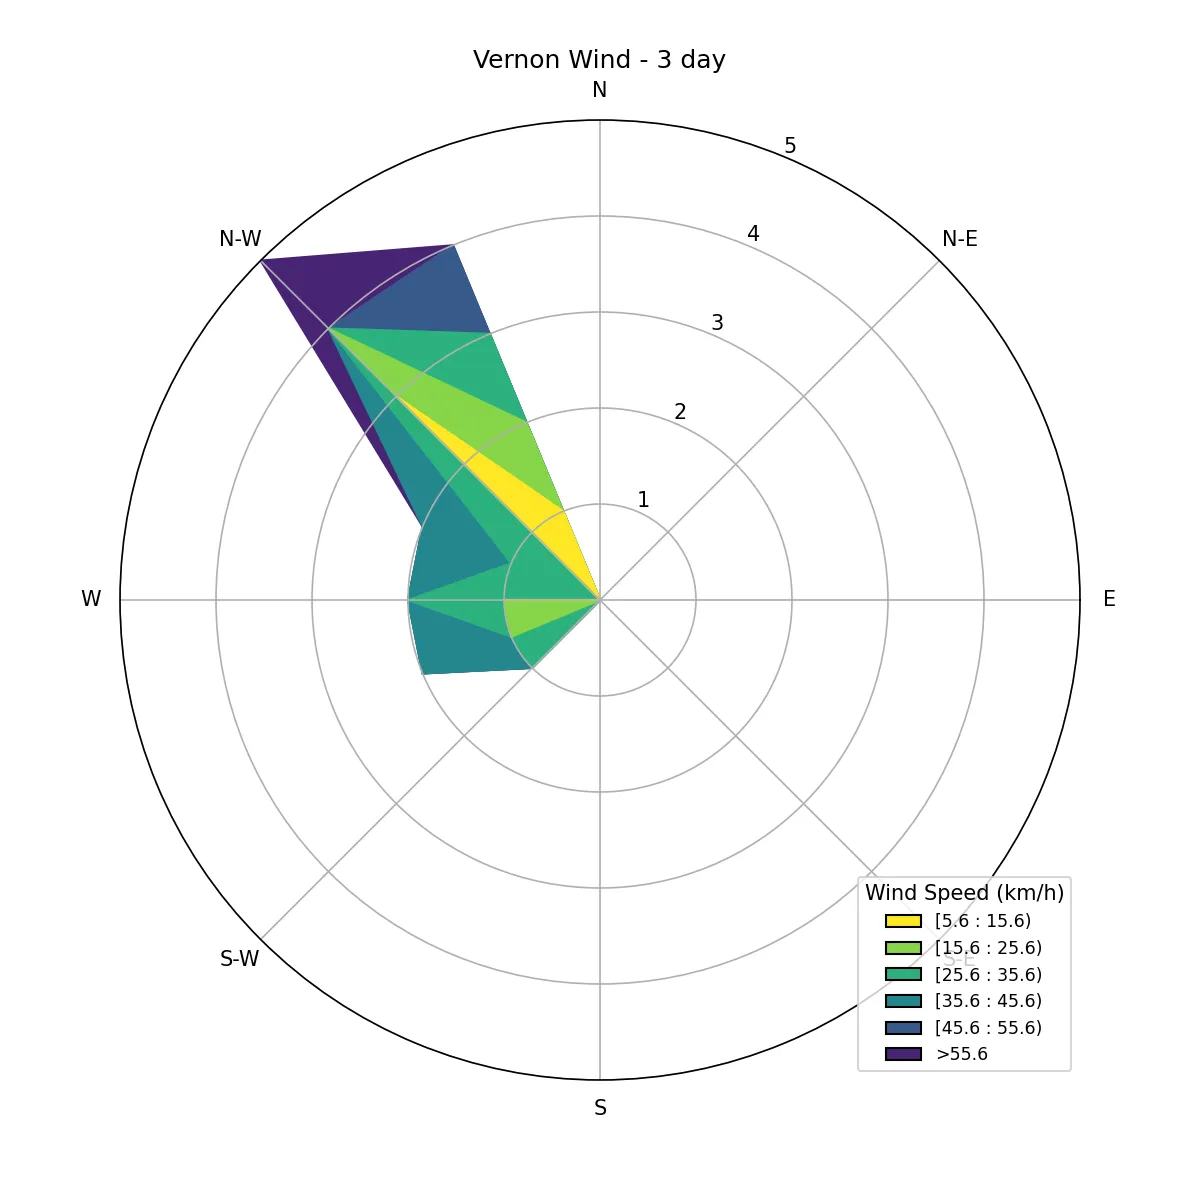 Vernon Wind - 3 day
N
5
4
N-W
N-E
3
2
1
W
E
Wind Speed (km/h)
[5.6 : 15.6)
[15.6 : 25.6)
S-W
S-E
[25.6 : 35.6)
[35.6 : 45.6)
[45.6 : 55.6)
>55.6
S